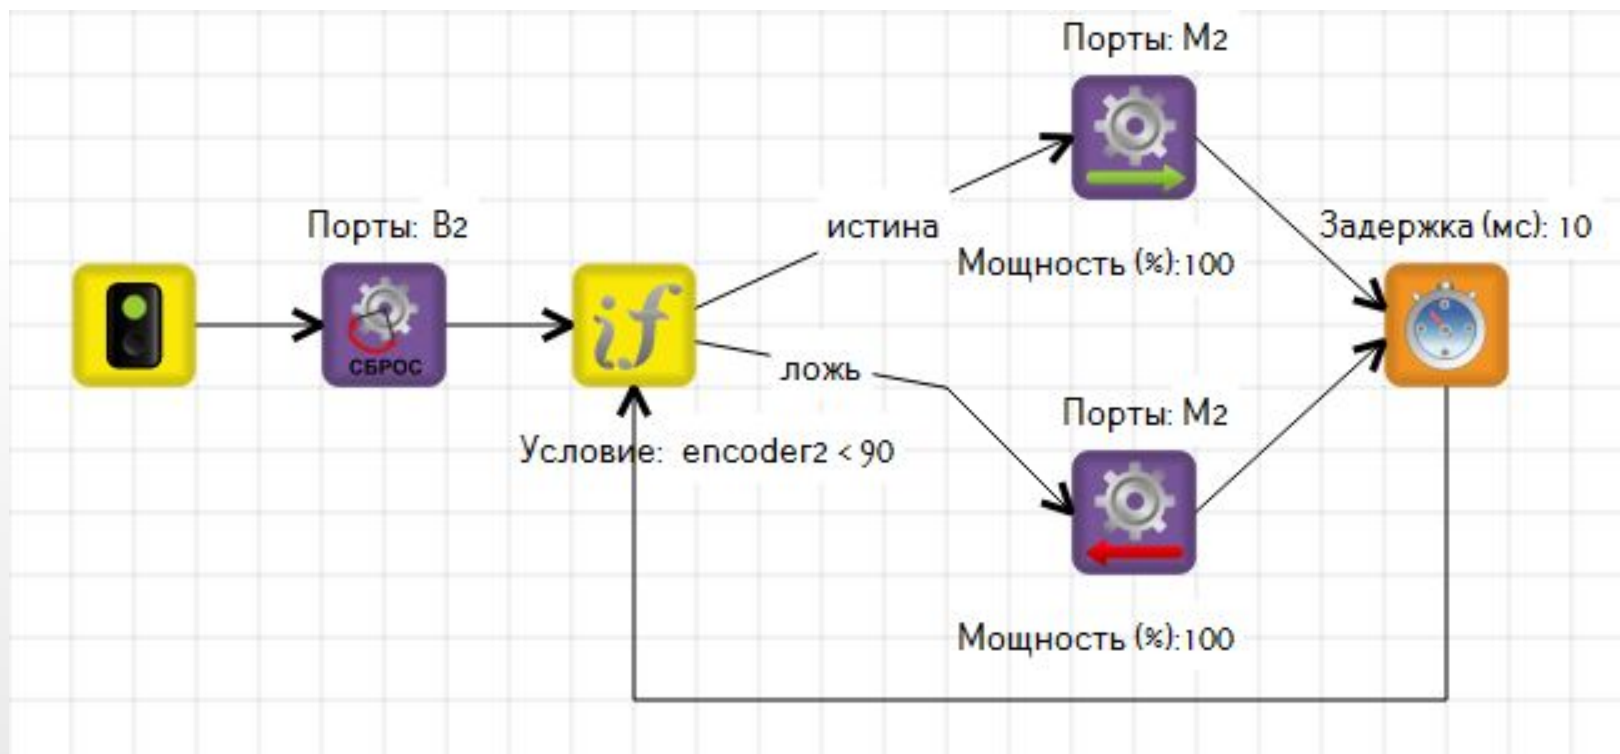 Порты: M2
истина
Мощность (%):100
Порты: B2
СБРОС
if
Задержка (мс): 10
ложь
Порты: M2
Условие: encoder2 < 90
Мощность (%):100